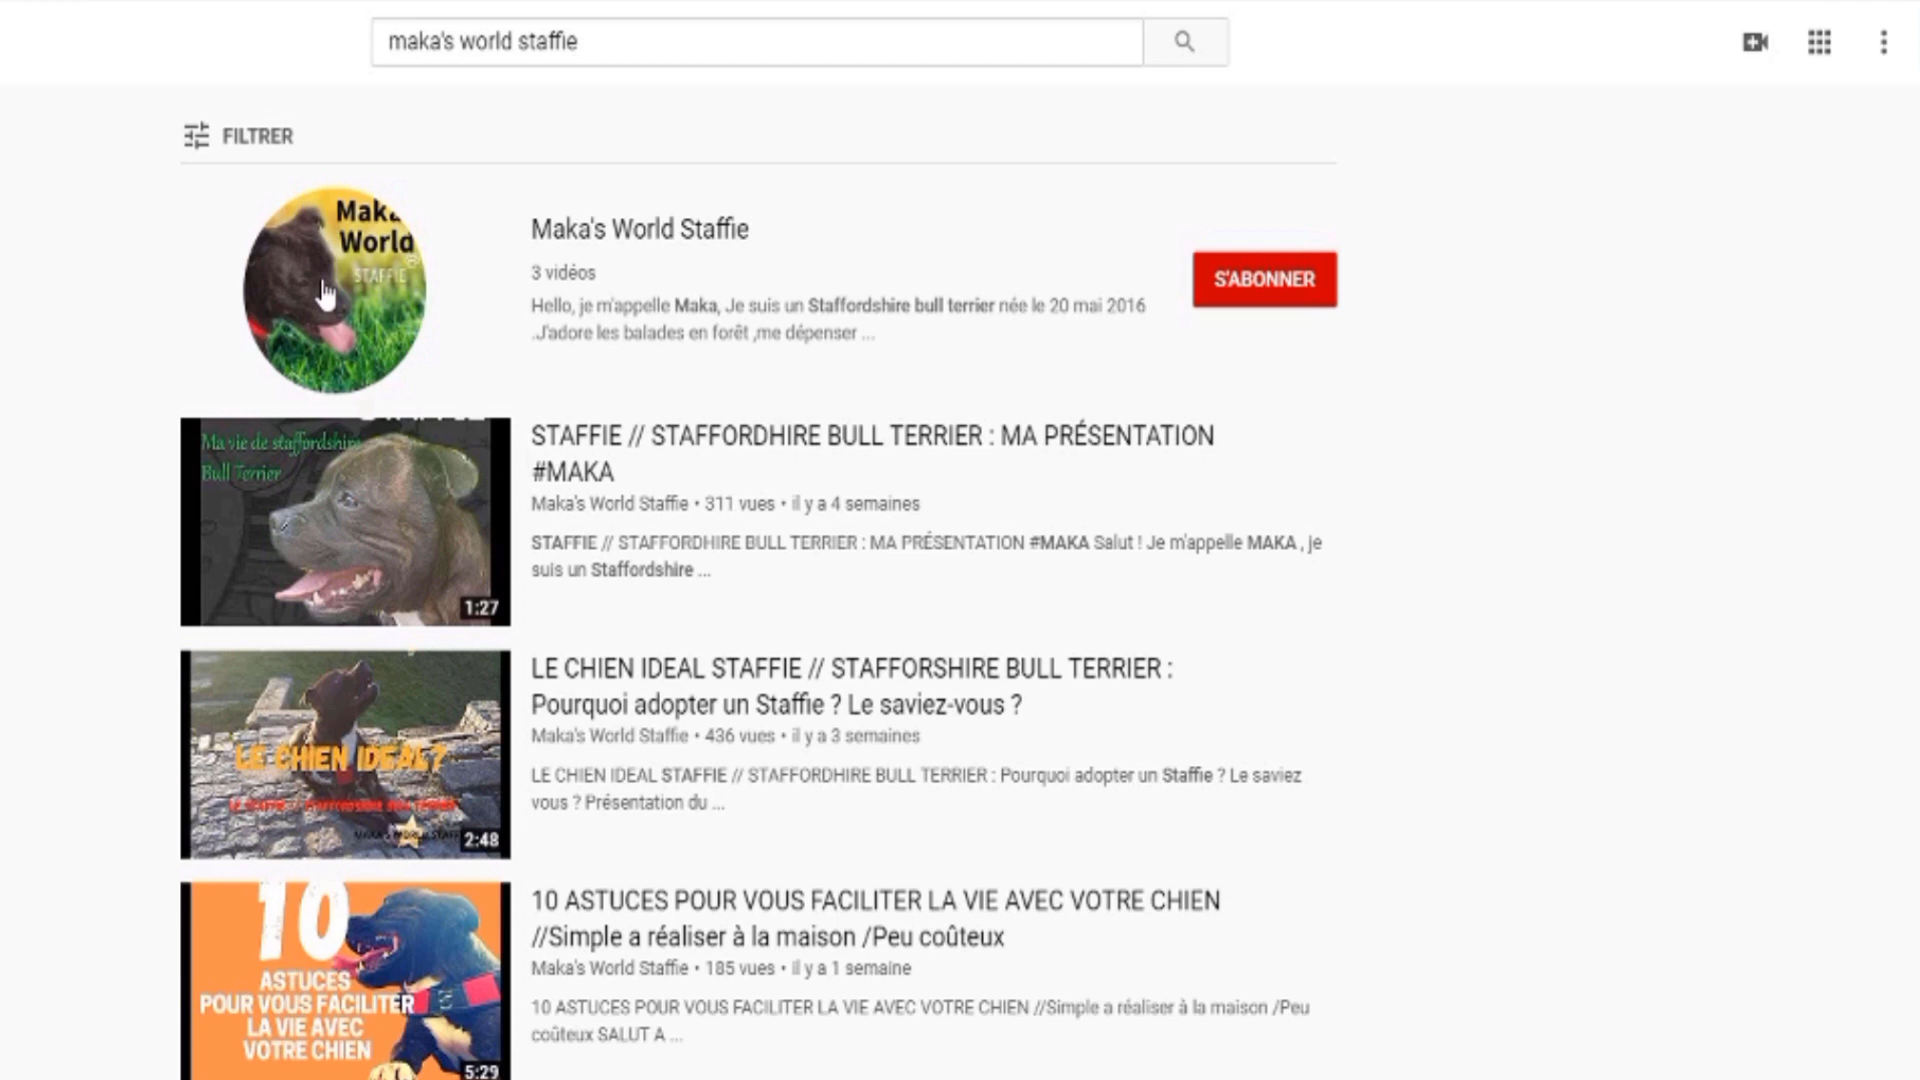 maka's world staffie
FILTRER
World
STAFFIE
Maka's World Staffie
3 vidéos
S'ABONNER
Hello, je m'appelle Maka, Je suis un Staffordshire bull terrier née le 20 mai 2016
.J'adore les balades en forêt ,me dépenser ...
Ma vie de staffordshire
Bull Terrier
1:27
STAFFIE // STAFFORDHIRE BULL TERRIER : MA PRÉSENTATION
#MAKA
Maka's World Staffie • 311 vues • il y a 4 semaines
STAFFIE // STAFFORDHIRE BULL TERRIER : MA PRÉSENTATION #MAKA Salut ! Je m'appelle MAKA , je
suis un Staffordshire ...
LE CHIEN IDEAL?
2:48
LE CHIEN IDEAL STAFFIE // STAFFORSHIRE BULL TERRIER :
Pourquoi adopter un Staffie ? Le saviez-vous ?
Maka's World Staffie • 436 vues • il y a 3 semaines
LE CHIEN IDEAL STAFFIE // STAFFORDHIRE BULL TERRIER : Pourquoi adopter un Staffie ? Le saviez
vous ? Présentation du ...
10
ASTUCES
POUR VOUS FACILITER
LA VIE AVEC
VOTRE CHIEN
5:29
10 ASTUCES POUR VOUS FACILITER LA VIE AVEC VOTRE CHIEN
//Simple a réaliser à la maison /Peu coûteux
Maka's World Staffie • 185 vues • il y a 1 semaine
10 ASTUCES POUR VOUS FACILITER LA VIE AVEC VOTRE CHIEN //Simple a réaliser à la maison /Peu
coûteux SALUT A ...